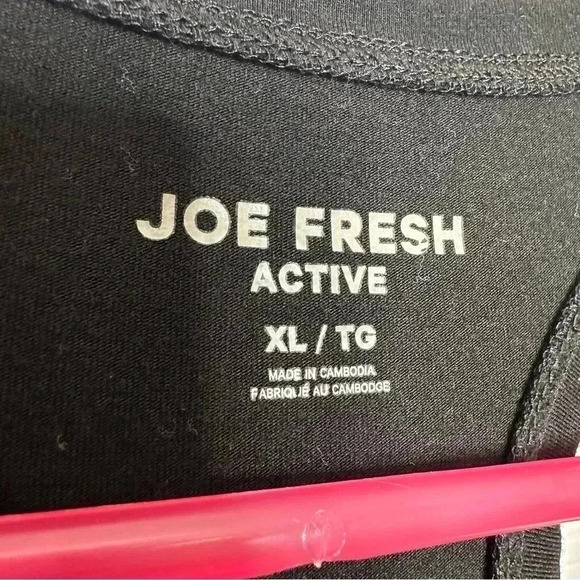 JOE FRESH
ACTIVE
XL / TG
MADE IN CAMBODIA
FABRIQUÉ AU CAMBODGE